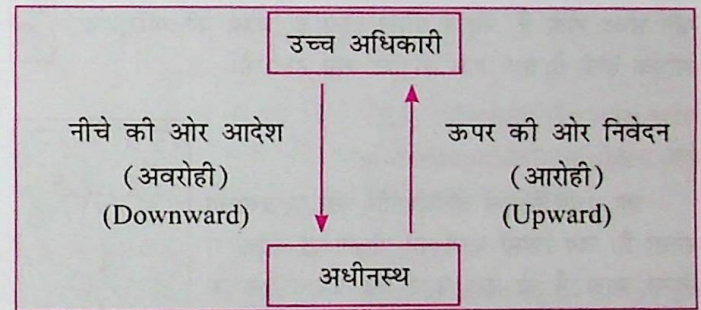 उच्च अधिकारी
नीचे की ओर आदेश
(अवरोही)
(Downward)
ऊपर की ओर निवेदन
(आरोही)
(Upward)
अधीनस्थ